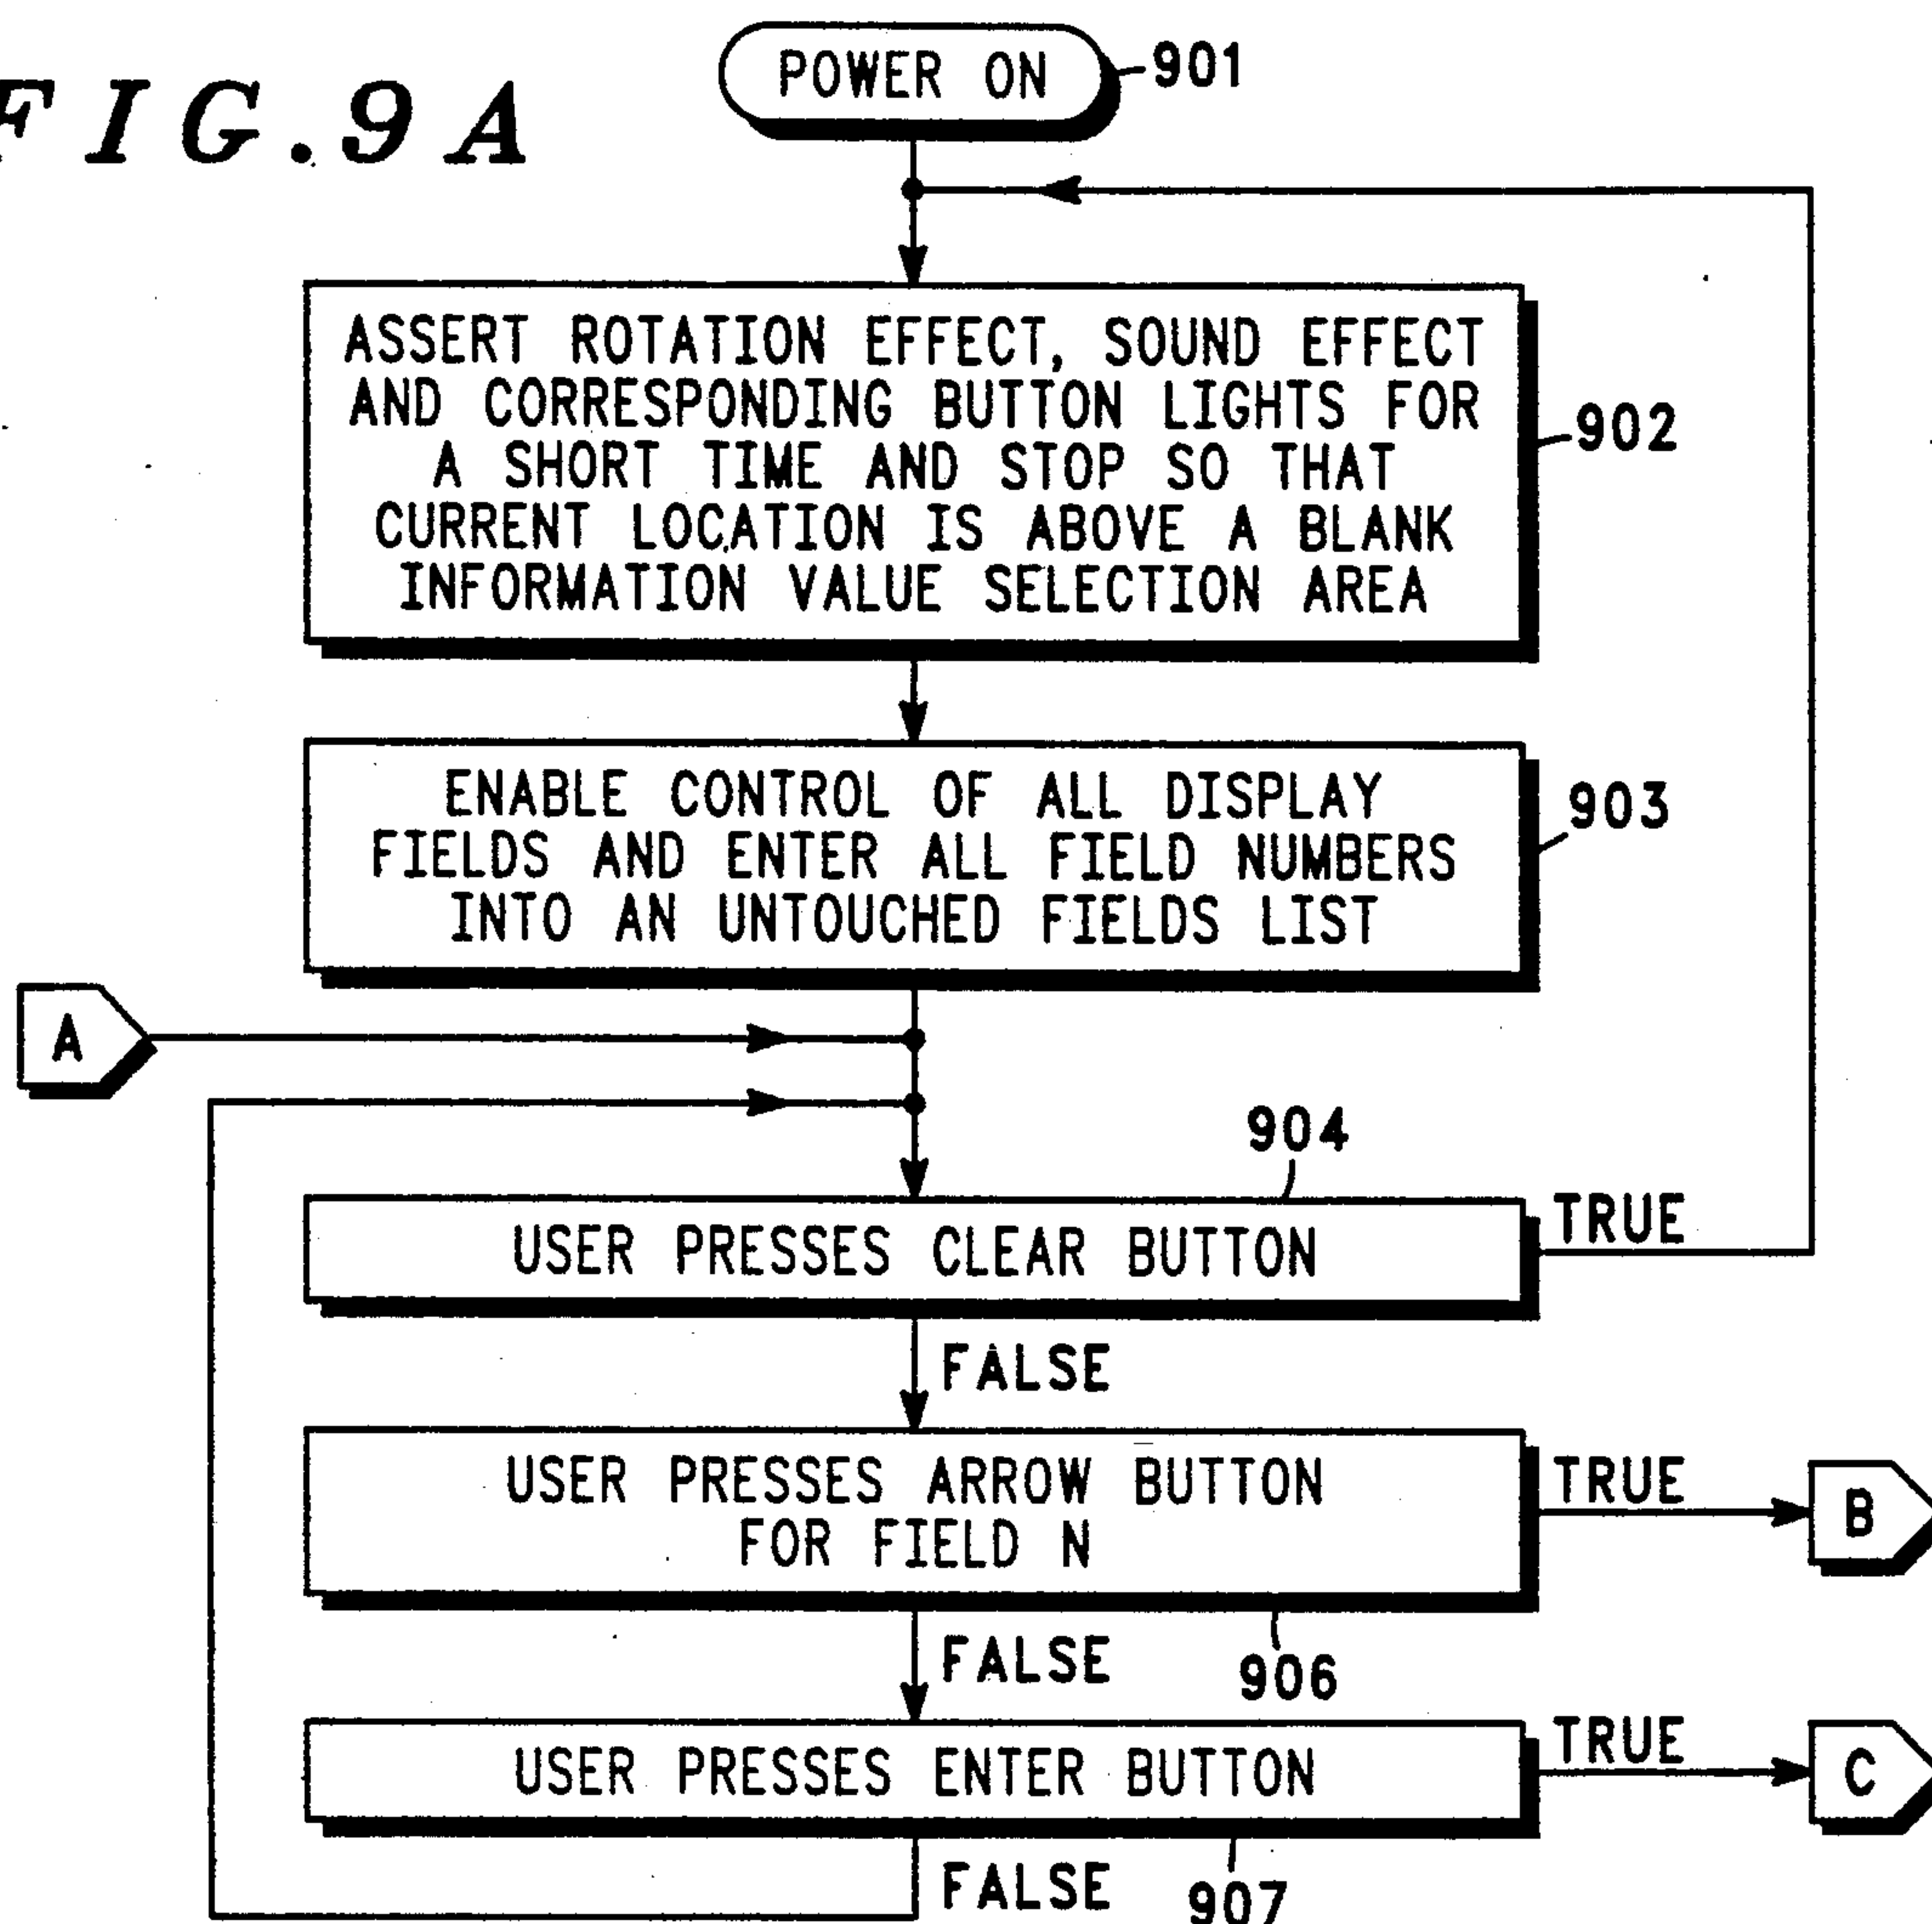 FIG.9A
POWER ON
901
ASSERT ROTATION EFFECT, SOUND EFFECT
AND CORRESPONDING BUTTON LIGHTS FOR
A SHORT TIME AND STOP SO THAT
CURRENT LOCATION IS ABOVE A BLANK
INFORMATION VALUE SELECTION AREA
902
ENABLE CONTROL OF ALL DISPLAY
FIELDS AND ENTER ALL FIELD NUMBERS
INTO AN UNTOUCHED FIELDS LIST
903
A
904
USER PRESSES CLEAR BUTTON
TRUE
FALSE
USER PRESSES ARROW BUTTON
FOR FIELD N
TRUE
B
FALSE
906
USER PRESSES ENTER BUTTON
TRUE
C
FALSE
907